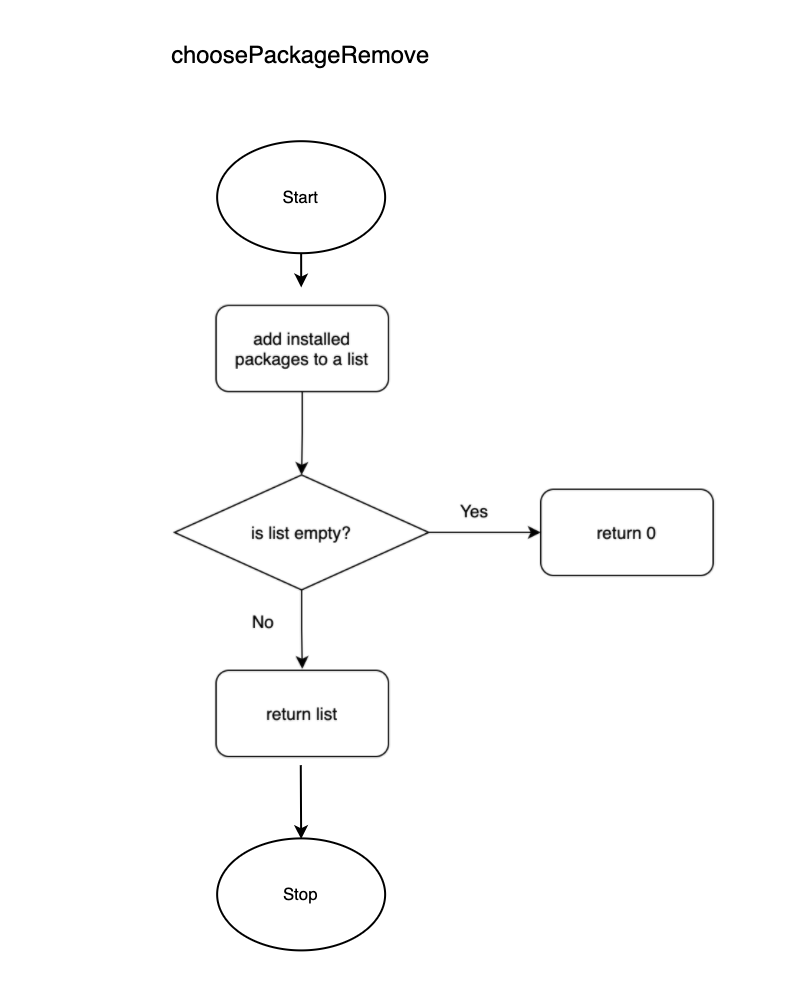 choosePackageRemove
Start
add installed
packages to a list
is list empty?
Yes
return 0
No
return list
Stop